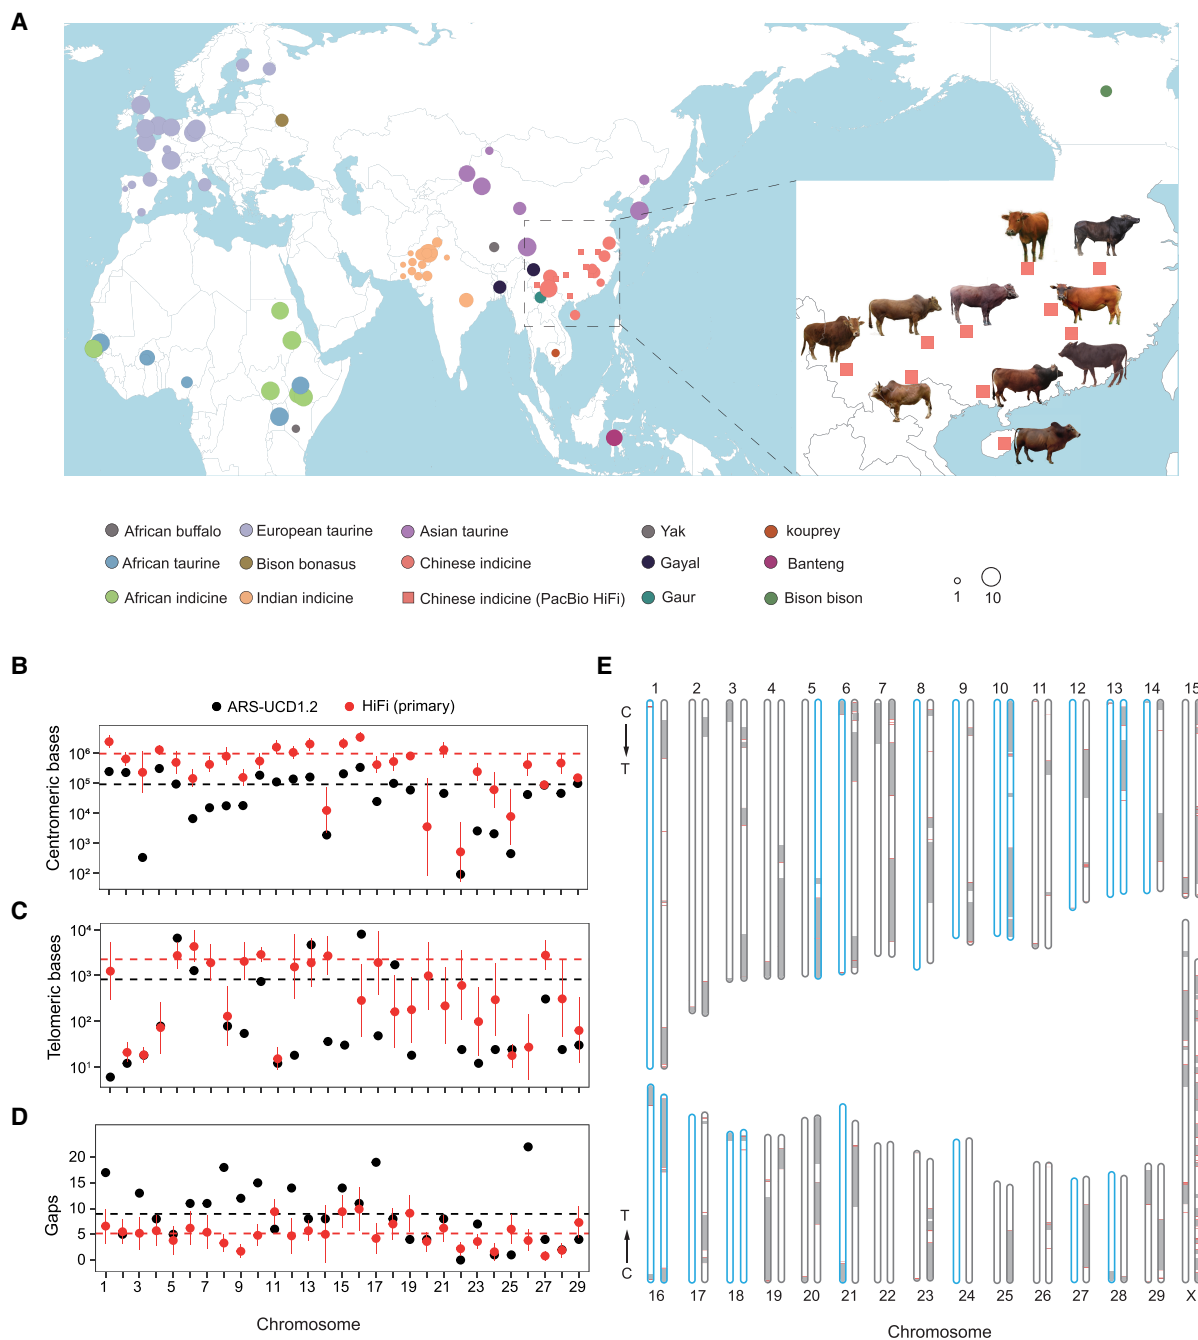 A
African buffalo
European taurine
Asian taurine
Yak
kouprey
African taurine
Bison bonasus
Chinese indicine
Gayal
Banteng
African indicine
Indian indicine
Chinese indicine (PacBio HiFi)
Gaur
Bison bison
1 10
B
ARS-UCD1.2 HiFi (primary)
Centromeric bases
10⁶
10⁵
10⁴
10³
10²
C
Telomeric bases
10⁴
10³
10²
10¹
D
Gaps
20
15
10
5
0
1 3 5 7 9 11 13 15 17 19 21 23 25 27 29
Chromosome
E
1 2 3 4 5 6 7 8 9 10 11 12 13 14 15
C
T
T
C
16 17 18 19 20 21 22 23 24 25 26 27 28 29 X
Chromosome